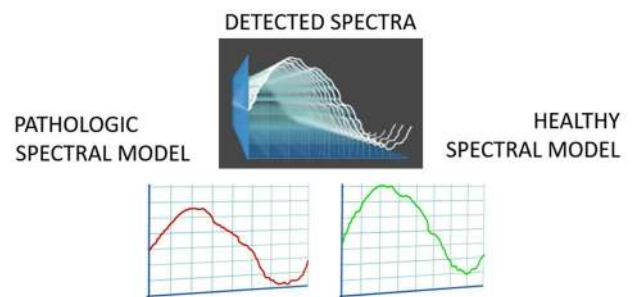 DETECTED SPECTRA
PATHOLOGIC
SPECTRAL MODEL
HEALTHY
SPECTRAL MODEL